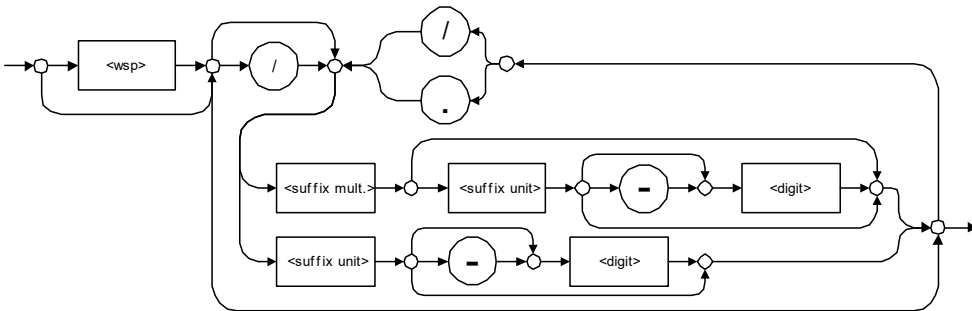 /
<wsp>
/
.
<suffix mult.>
<suffix unit>
-
<digit>
<suffix unit>
-
<digit>